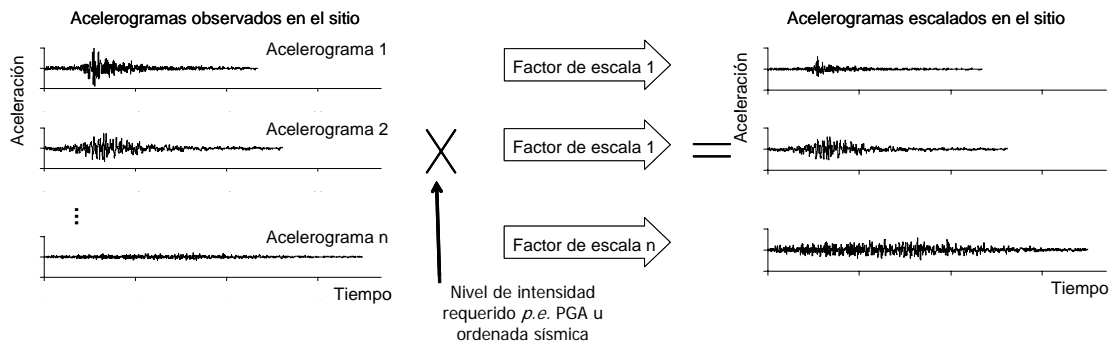 Acelerogramas observados en el sitio
Acelerogramas escalados en el sitio
Aceleración
Acelerograma 1
Factor de escala 1
Aceleración
Acelerograma 2
Factor de escala 1
...
Acelerograma n
Factor de escala n
Tiempo
Tiempo
Nivel de intensidad
requerido p.e. PGA u
ordenada sísmica